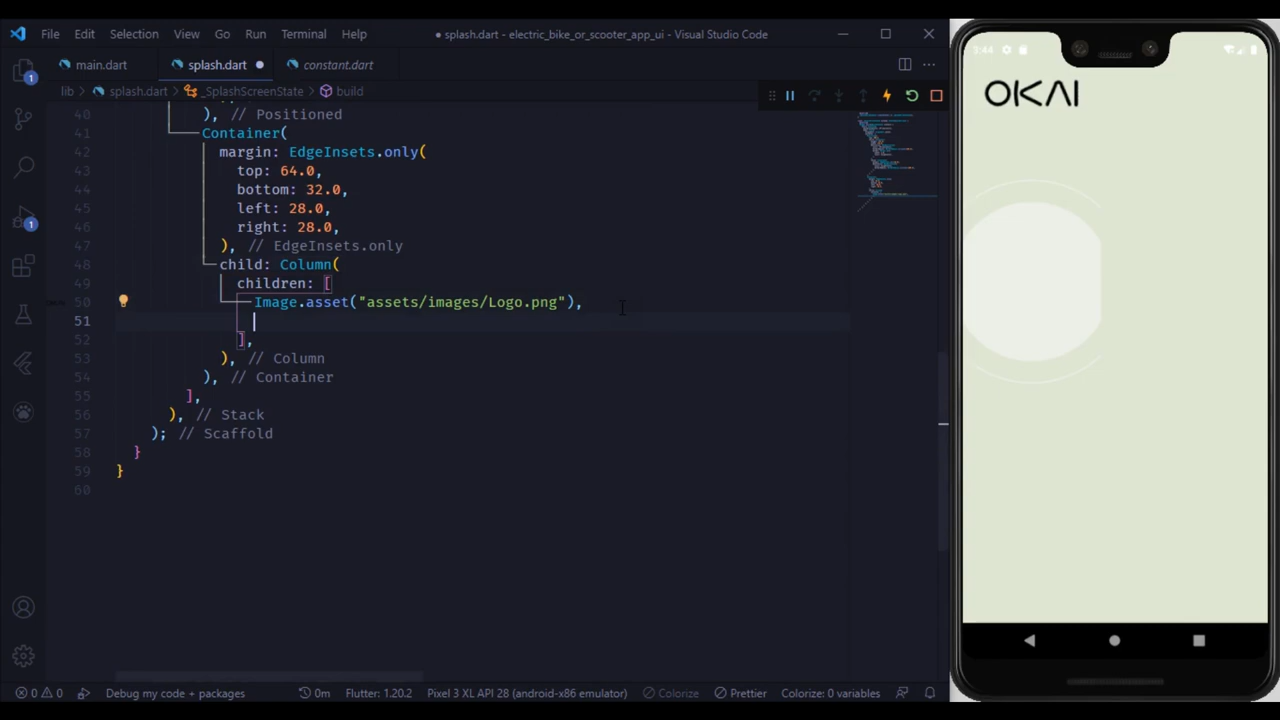 File Edit Selection View Go Run Terminal Help
● splash.dart - electric_bike_or_scooter_app_ui - Visual Studio Code
main.dart splash.dart ● constant.dart
lib > splash.dart > _SplashScreenState > build
40 ), // Positioned
41 Container(
42 margin: EdgeInsets.only(
43 top: 64.0,
44 bottom: 32.0,
45 left: 28.0,
46 right: 28.0,
47 ), // EdgeInsets.only
48 child: Column(
49 children: [
50 Image.asset("assets/images/Logo.png"),
51
52 ],
53 ), // Column
54 ), // Container
55 ],
56 ), // Stack
57 ); // Scaffold
58 }
59 }
60
1
1
0 0 Debug my code + packages 0m Flutter: 1.20.2 Pixel 3 XL API 28 (android-x86 emulator) Colorize Prettier Colorize: 0 variables
3:44
OKAI